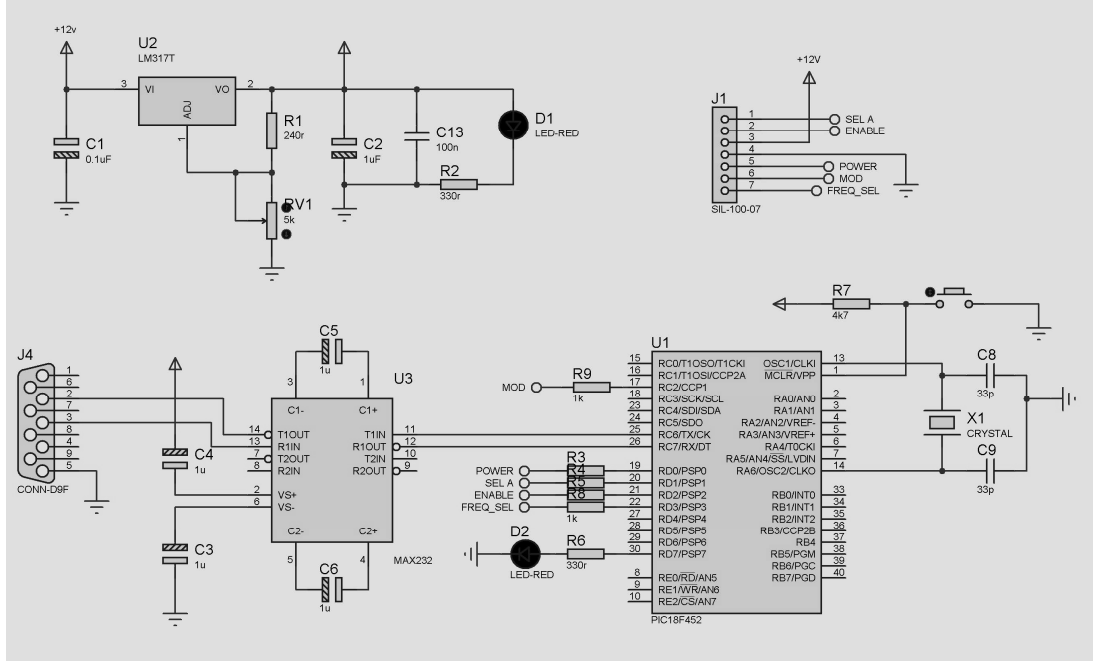 +12v
U2
LM317T
3 VI VO 2
ADJ
1
C1
0.1uF
R1
240r
RV1
5k
C2
1uF
C13
100n
R2
330r
D1
LED-RED
+12V
J1
1
2
3
4
5
6
7
SEL A
ENABLE
POWER
MOD
FREQ_SEL
SIL-100-07
R7
4k7
J4
1
6
2
7
3
8
4
9
5
CONN-D9F
C4
1u
C3
1u
C5
1u
U3
3 1
C1- C1+
14 T1OUT T1IN 11
13 R1IN R1OUT 12
7 T2OUT T2IN 10
8 R2IN R2OUT 9
2 VS+
6 VS-
C2- C2+
5 4
MAX232
C6
1u
MOD
R9
1k
POWER
SEL A
ENABLE
FREQ_SEL
R3
R4
R5
R8
1k
D2
LED-RED
R6
330r
U1
15 RC0/T1OSO/T1CKI OSC1/CLKI 13
16 RC1/T1OSI/CCP2A MCLR/VPP 1
17 RC2/CCP1
18 RC3/SCK/SCL RA0/AN0 2
23 RC4/SDI/SDA RA1/AN1 3
24 RC5/SDO RA2/AN2/VREF- 4
25 RC6/TX/CK RA3/AN3/VREF+ 5
26 RC7/RX/DT RA4/T0CKI 6
RA5/AN4/SS/LVDIN 7
19 RD0/PSP0 RA6/OSC2/CLKO 14
20 RD1/PSP1
21 RD2/PSP2 RB0/INT0 33
22 RD3/PSP3 RB1/INT1 34
27 RD4/PSP4 RB2/INT2 35
28 RD5/PSP5 RB3/CCP2B 36
29 RD6/PSP6 RB4 37
30 RD7/PSP7 RB5/PGM 38
RB6/PGC 39
8 RE0/RD/AN5 RB7/PGD 40
9 RE1/WR/AN6
10 RE2/CS/AN7
PIC18F452
C8
33p
X1
CRYSTAL
C9
33p